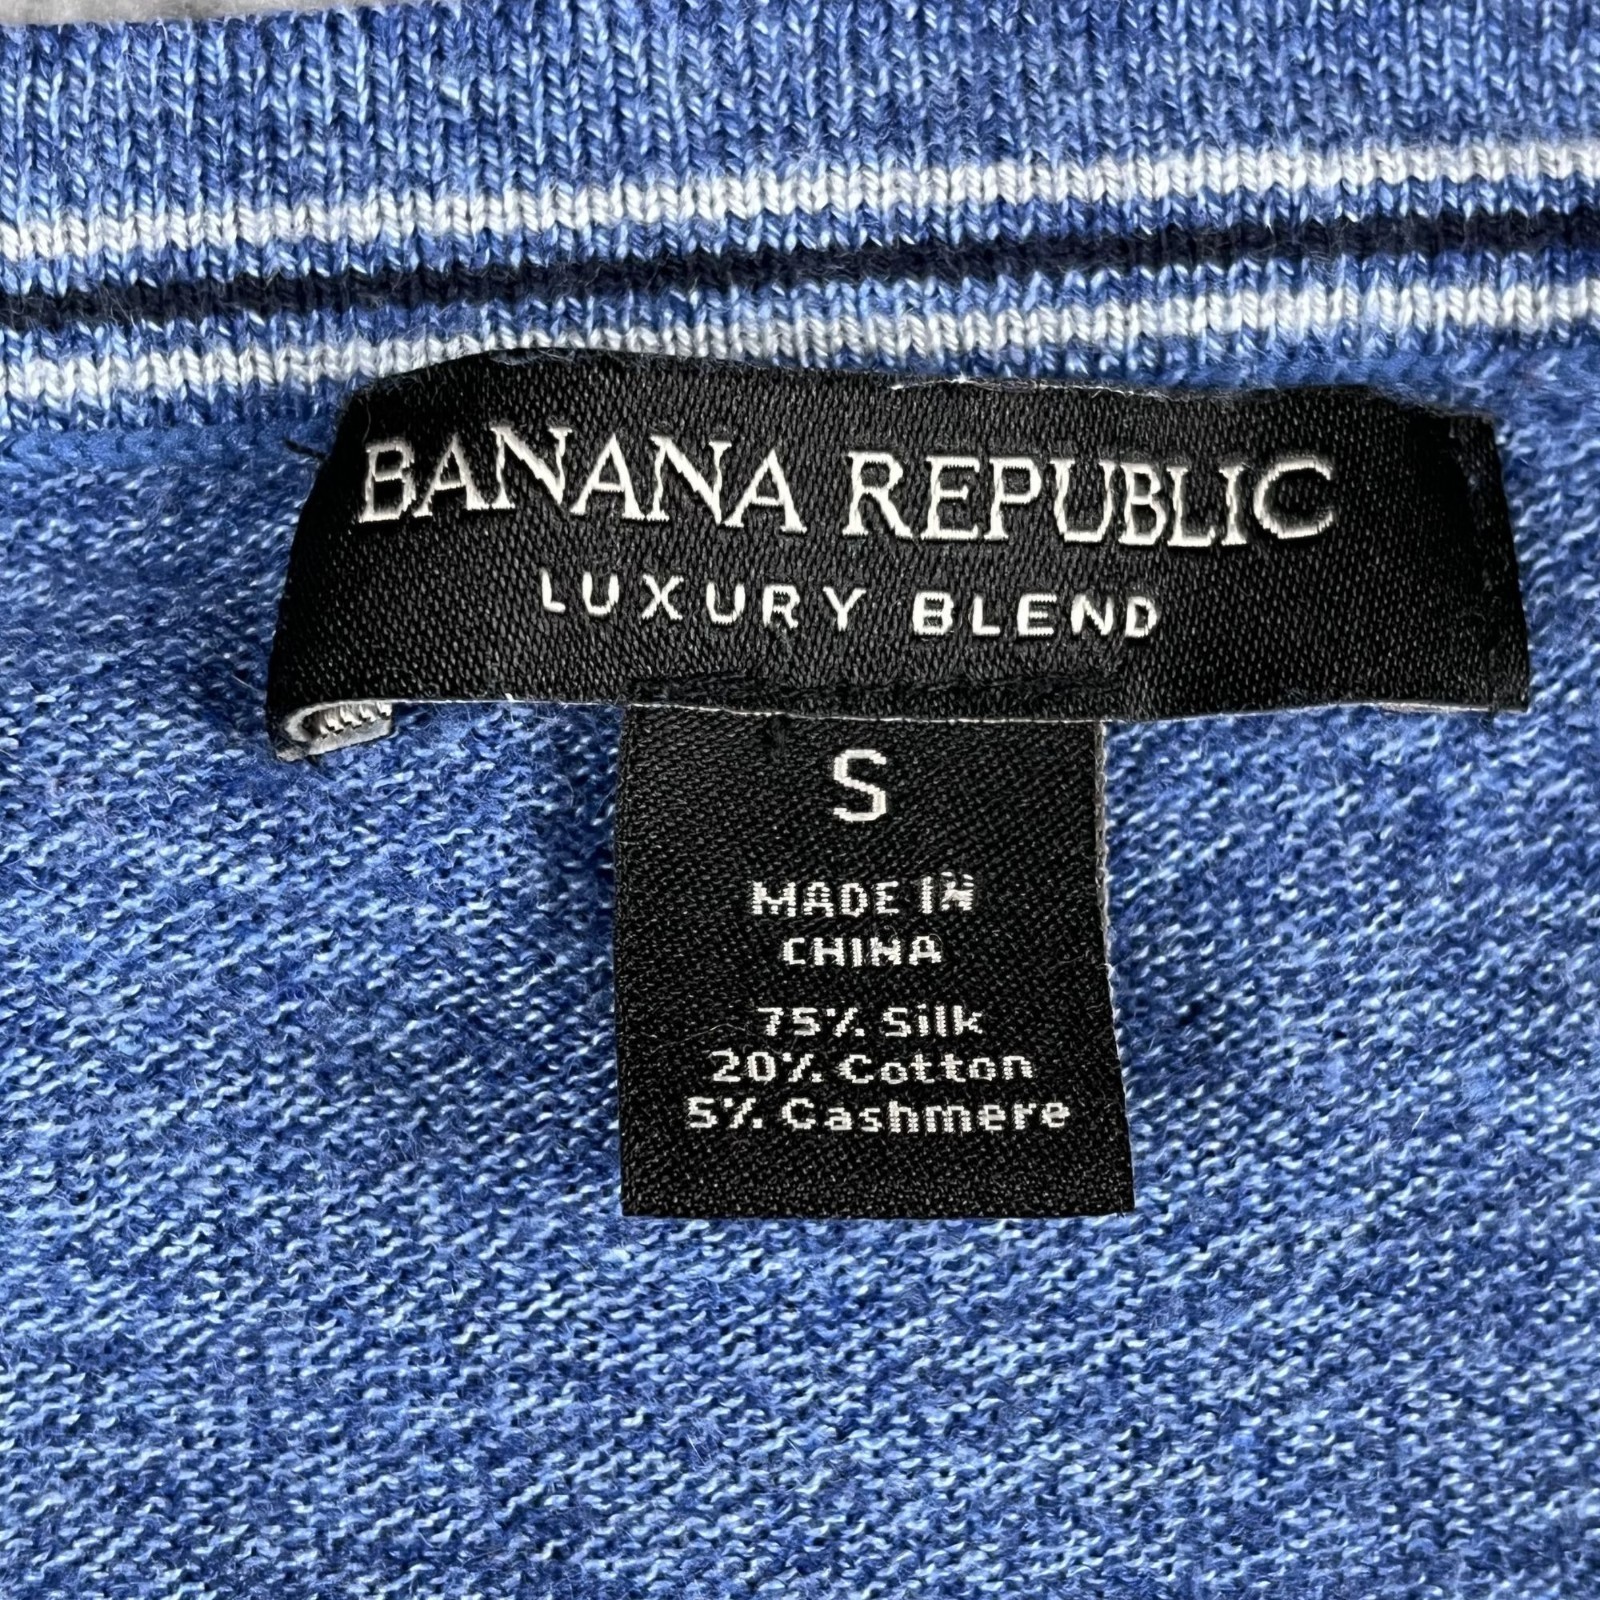 BANANA REPUBLIC
LUXURY BLEND
S
MADE IN
CHINA
75% Silk
20% Cotton
5% Cashmere